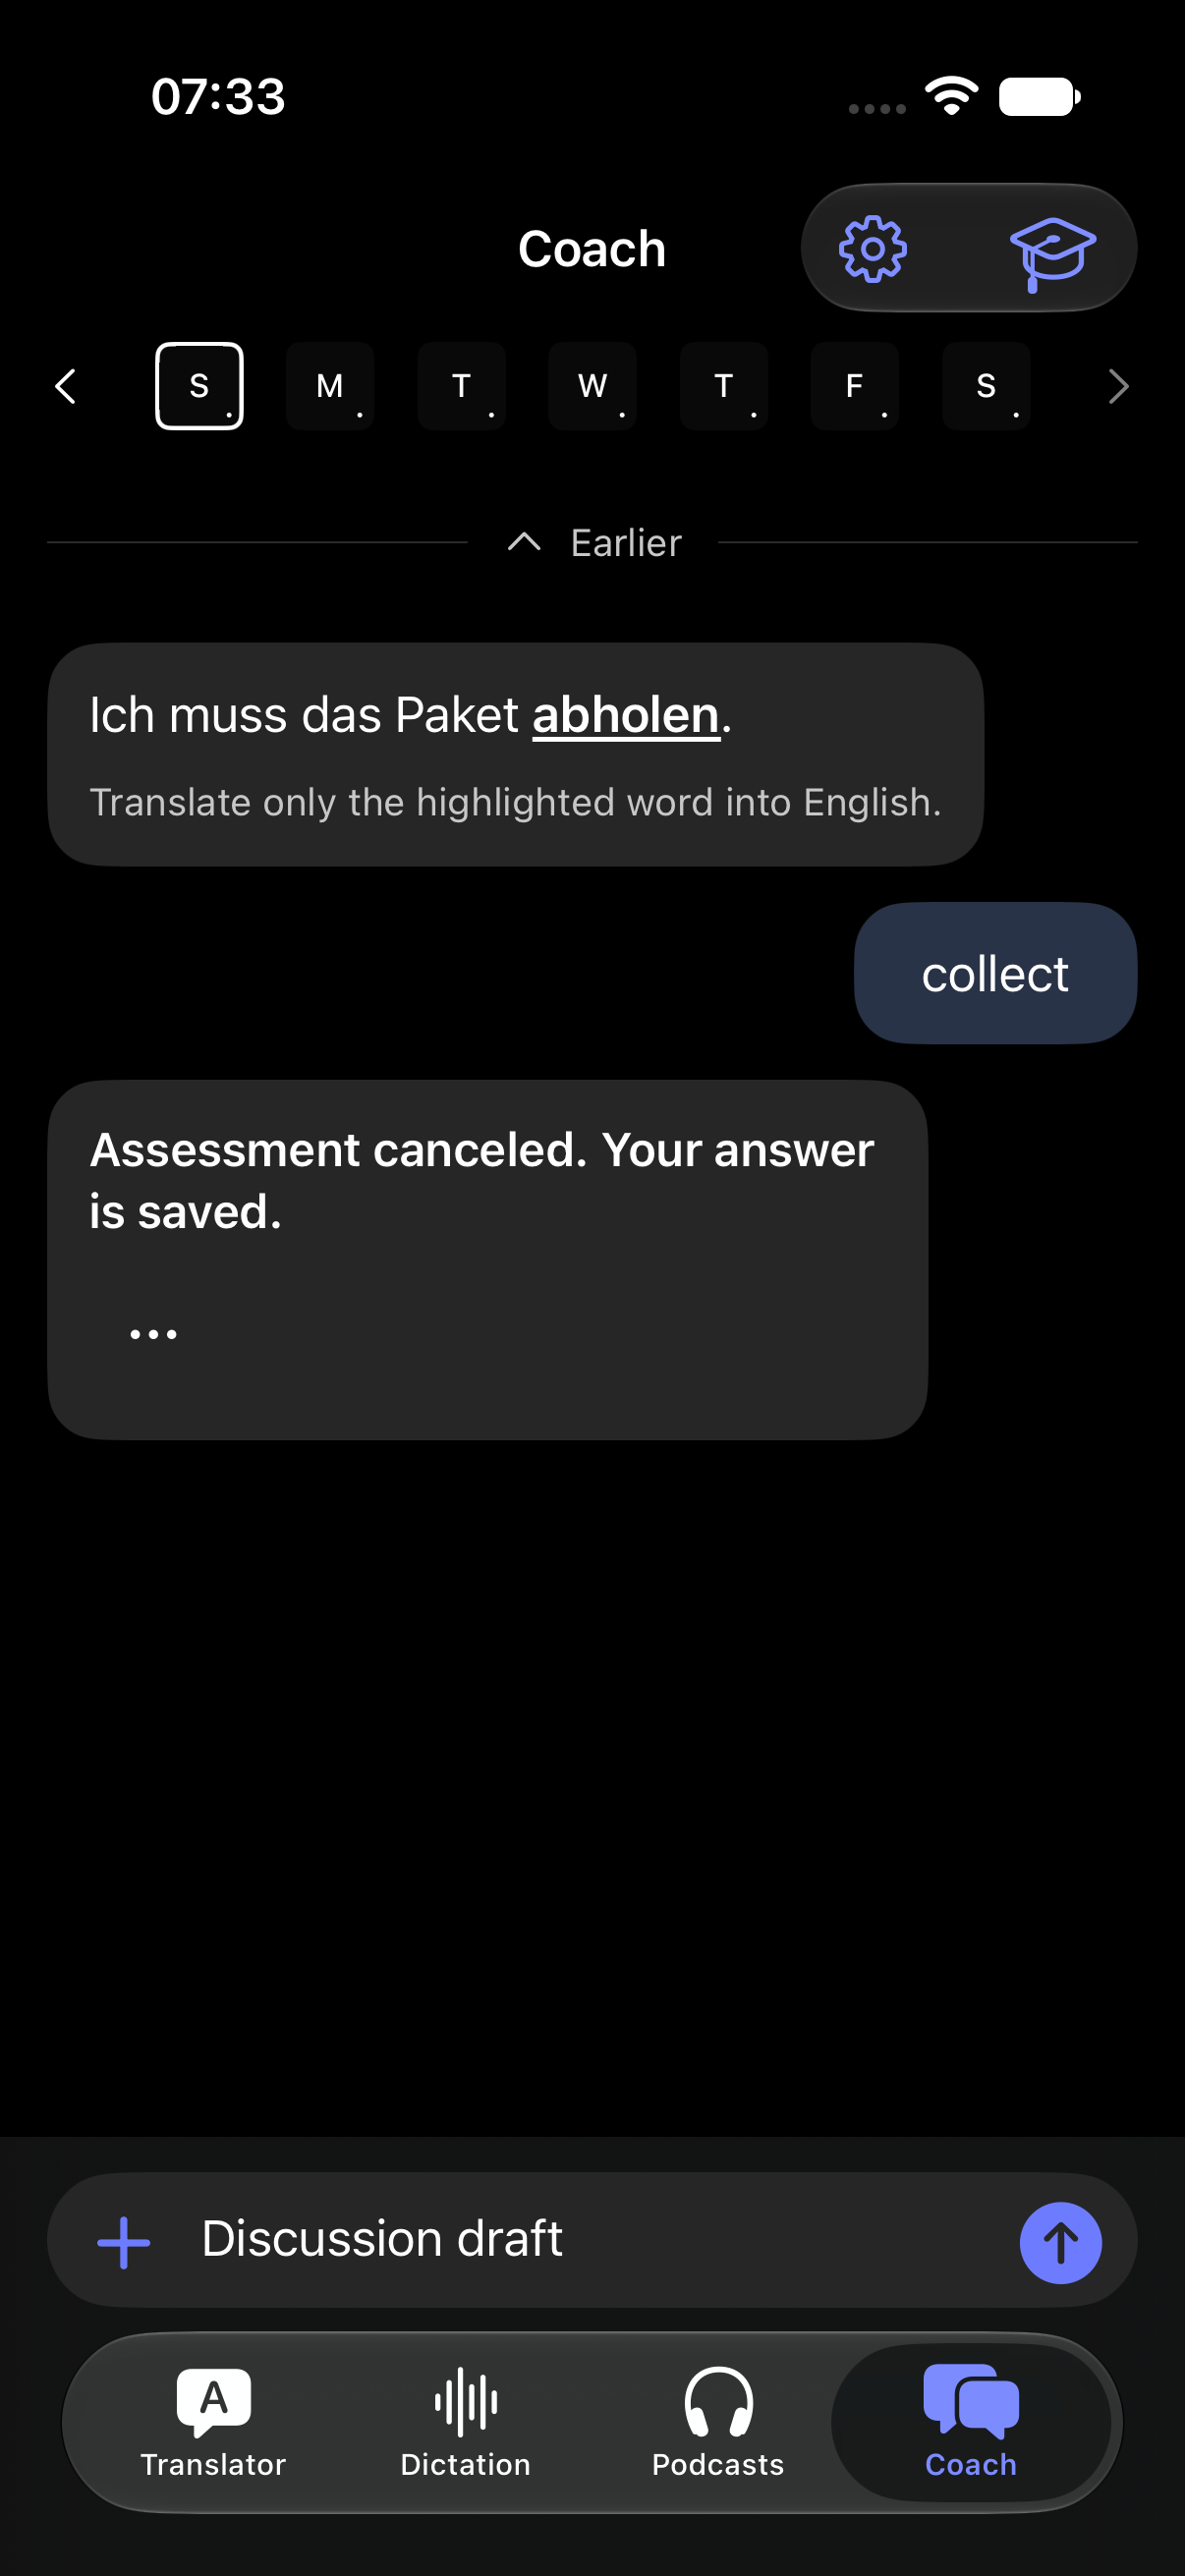 07:33
Coach
S. M. T. W. T. F. S.
Earlier
Ich muss das Paket abholen.
Translate only the highlighted word into English.
collect
Assessment canceled. Your answer
is saved.
...
Discussion draft
A
Translator Dictation Podcasts Coach